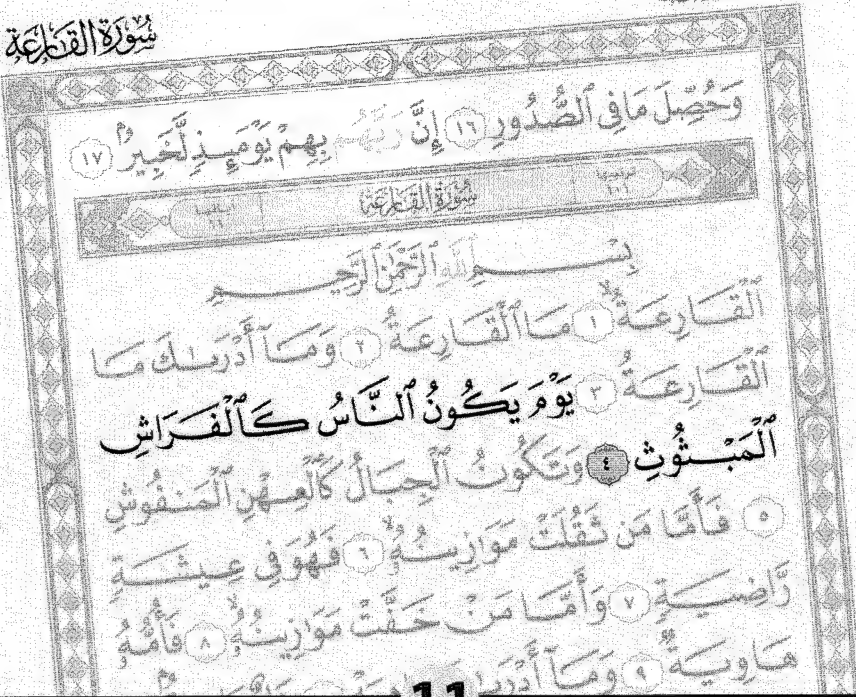 سُورَةُ القَارِعَةِ
وَحُصِّلَ مَا فِي ٱلصُّدُورِ ١٦ إِنَّ رَبَّهُم بِهِمْ يَوْمَئِذٍ لَّخَبِيرٌ ١٧
سُورَةُ القَارِعَةِ
بِسْمِ ٱللَّهِ ٱلرَّحْمَٰنِ ٱلرَّحِيمِ
ٱلْقَارِعَةُ ١ مَا ٱلْقَارِعَةُ ٢ وَمَآ أَدْرَىٰكَ مَا
ٱلْقَارِعَةُ ٣ يَوْمَ يَكُونُ ٱلنَّاسُ كَٱلْفَرَاشِ
ٱلْمَبْثُوثِ ٤ وَتَكُونُ ٱلْجِبَالُ كَٱلْعِهْنِ ٱلْمَنفُوشِ
٥ فَأَمَّا مَن ثَقُلَتْ مَوَٰزِينُهُۥ ٦ فَهُوَ فِي عِيشَةٍ
رَّاضِيَةٍ ٧ وَأَمَّا مَنْ خَفَّتْ مَوَٰزِينُهُۥ ٨ فَأُمُّهُۥ
هَاوِيَةٌ ٩ وَمَآ أَدْرَىٰكَ
11